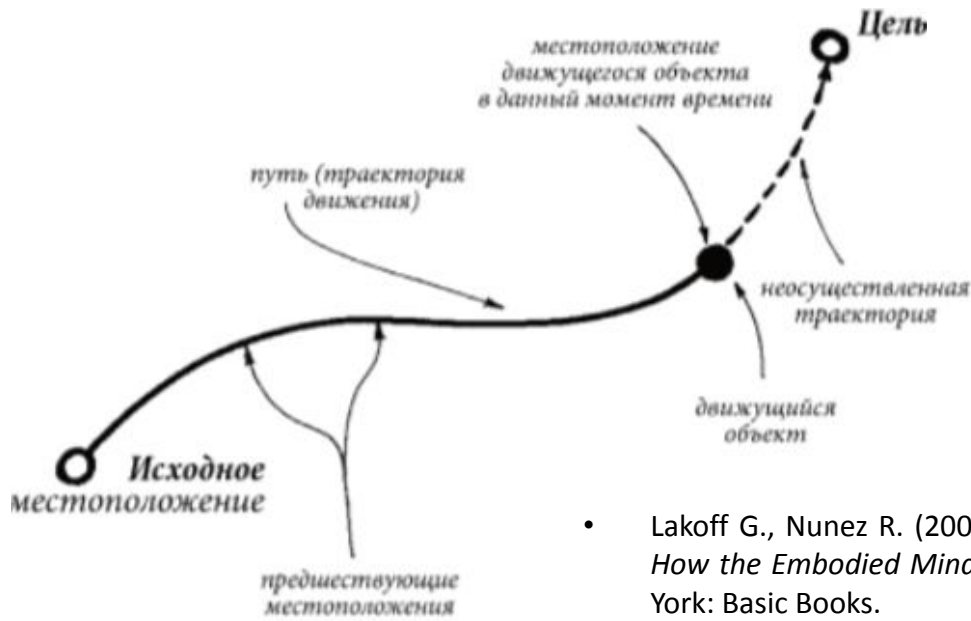 Цель
местоположение
движущегося объекта
в данный момент времени
путь (траектория
движения)
неосуществленная
траектория
движущийся
объект
Исходное
местоположение
предшествующие
местоположения
• Lakoff G., Nunez R. (200
How the Embodied Mind
York: Basic Books.